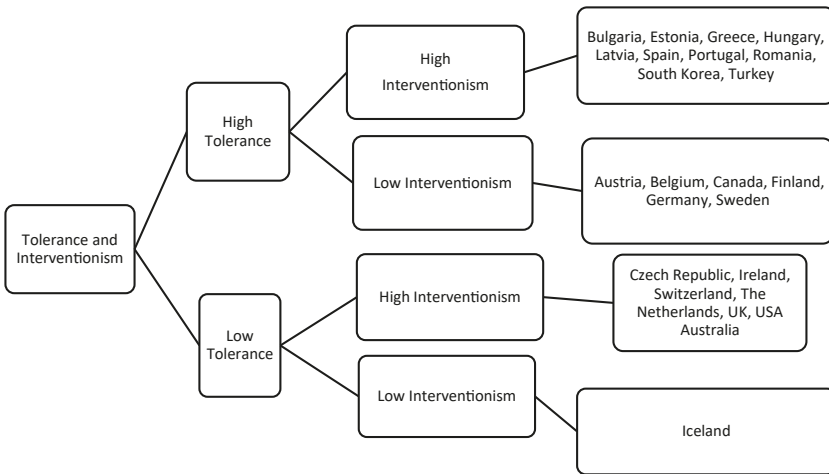 Tolerance and
Interventionism
High
Tolerance
High
Interventionism
Bulgaria, Estonia, Greece, Hungary,
Latvia, Spain, Portugal, Romania,
South Korea, Turkey
Low Interventionism
Austria, Belgium, Canada, Finland,
Germany, Sweden
Low
Tolerance
High Interventionism
Czech Republic, Ireland,
Switzerland, The
Netherlands, UK, USA
Australia
Low Interventionism
Iceland